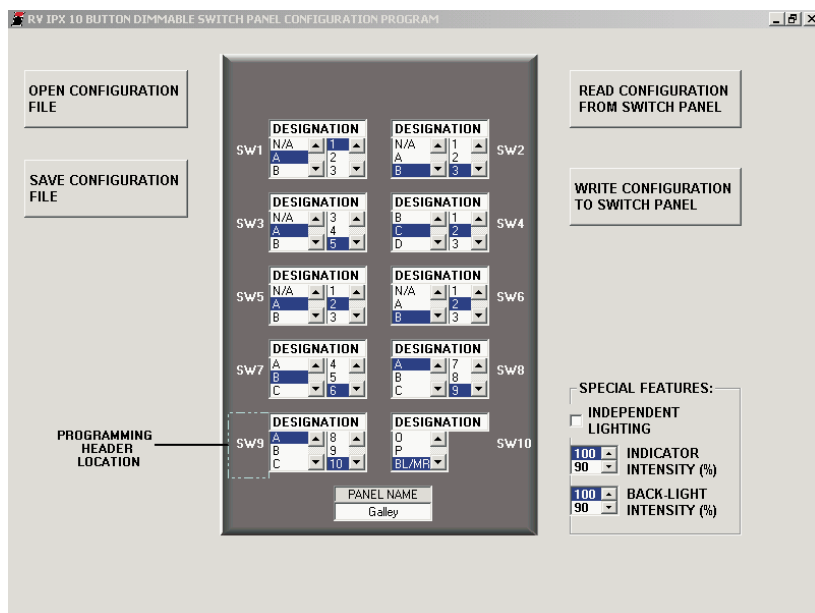 RV IPX 10 BUTTON DIMMABLE SWITCH PANEL CONFIGURATION PROGRAM
OPEN CONFIGURATION
FILE
SAVE CONFIGURATION
FILE
READ CONFIGURATION
FROM SWITCH PANEL
WRITE CONFIGURATION
TO SWITCH PANEL
SW1
DESIGNATION
N/A 1
A 2
B 3
DESIGNATION
N/A 1
A 2
B 3
SW2
SW3
DESIGNATION
N/A 3
A 4
B 5
DESIGNATION
B 1
C 2
D 3
SW4
SW5
DESIGNATION
N/A 1
A 2
B 3
DESIGNATION
N/A 1
A 2
B 3
SW6
SW7
DESIGNATION
A 4
B 5
C 6
DESIGNATION
A 7
B 8
C 9
SW8
PROGRAMMING
HEADER
LOCATION
SW9
DESIGNATION
A 8
B 9
C 10
DESIGNATION
O
P
BL/MR
SW10
PANEL NAME
Galley
SPECIAL FEATURES:
INDEPENDENT
LIGHTING
100
90
INDICATOR
INTENSITY (%)
100
90
BACK-LIGHT
INTENSITY (%)